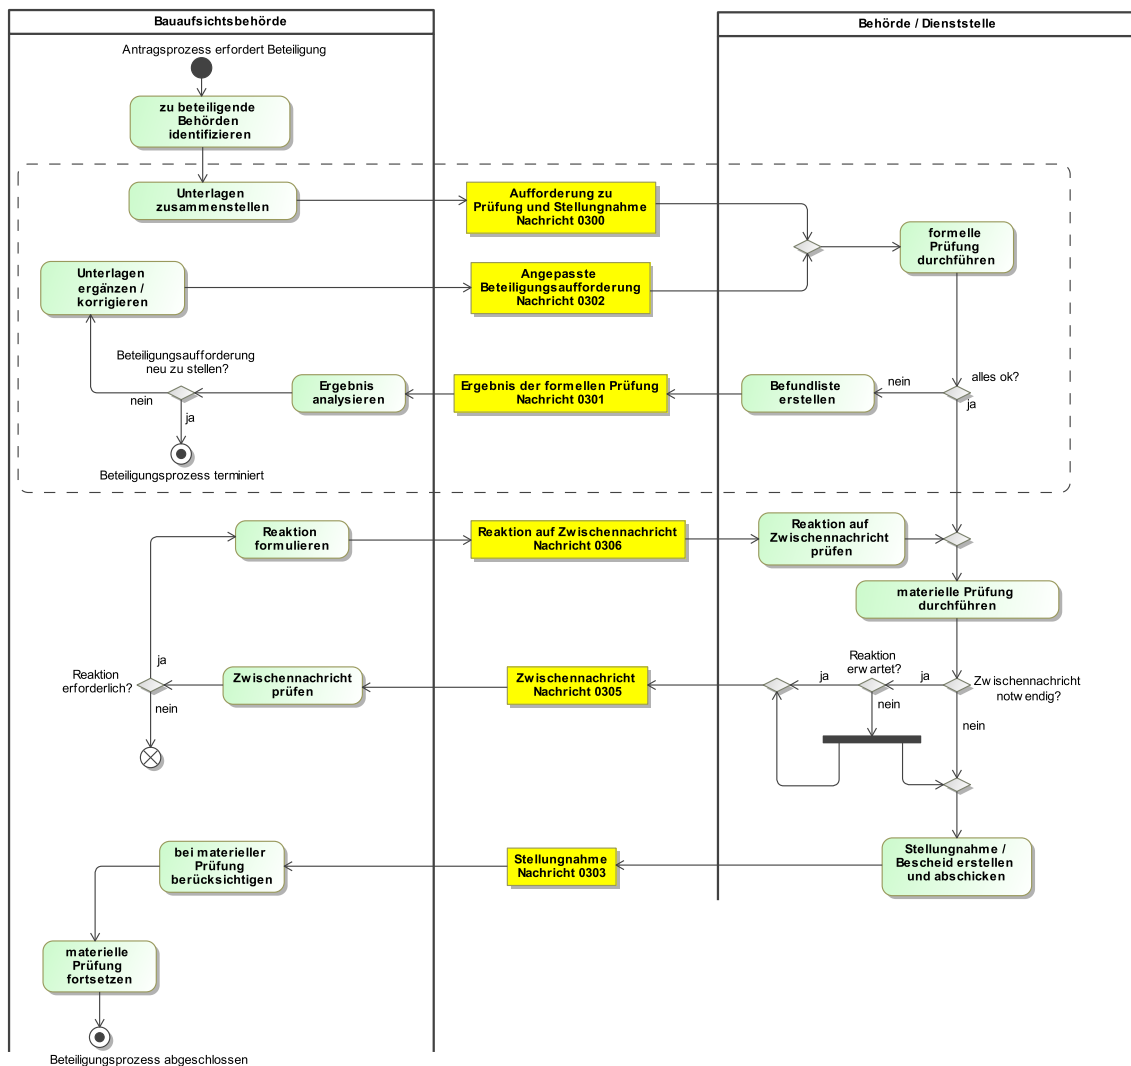 Bauaufsichtsbehörde
Behörde / Dienststelle
Antragsprozess erfordert Beteiligung
zu beteiligende
Behörden
identifizieren
Unterlagen
zusammenstellen
Aufforderung zu
Prüfung und Stellungnahme
Nachricht 0300
formelle
Prüfung
durchführen
Unterlagen
ergänzen /
korrigieren
Angepasste
Beteiligungsaufforderung
Nachricht 0302
Beteiligungsaufforderung
neu zu stellen?
nein
ja
Beteiligungsprozess terminiert
Ergebnis
analysieren
Ergebnis der formellen Prüfung
Nachricht 0301
Befundliste
erstellen
nein
alles ok?
ja
Reaktion
formulieren
Reaktion auf Zwischennachricht
Nachricht 0306
Reaktion auf
Zwischennachricht
prüfen
materielle Prüfung
durchführen
ja
Reaktion
erforderlich?
nein
Zwischennachricht
prüfen
Zwischennachricht
Nachricht 0305
Reaktion
erwartet?
ja
nein
ja
Zwischennachricht
notwendig?
nein
bei materieller
Prüfung
berücksichtigen
Stellungnahme
Nachricht 0303
Stellungnahme /
Bescheid erstellen
und abschicken
materielle
Prüfung
fortsetzen
Beteiligungsprozess abgeschlossen